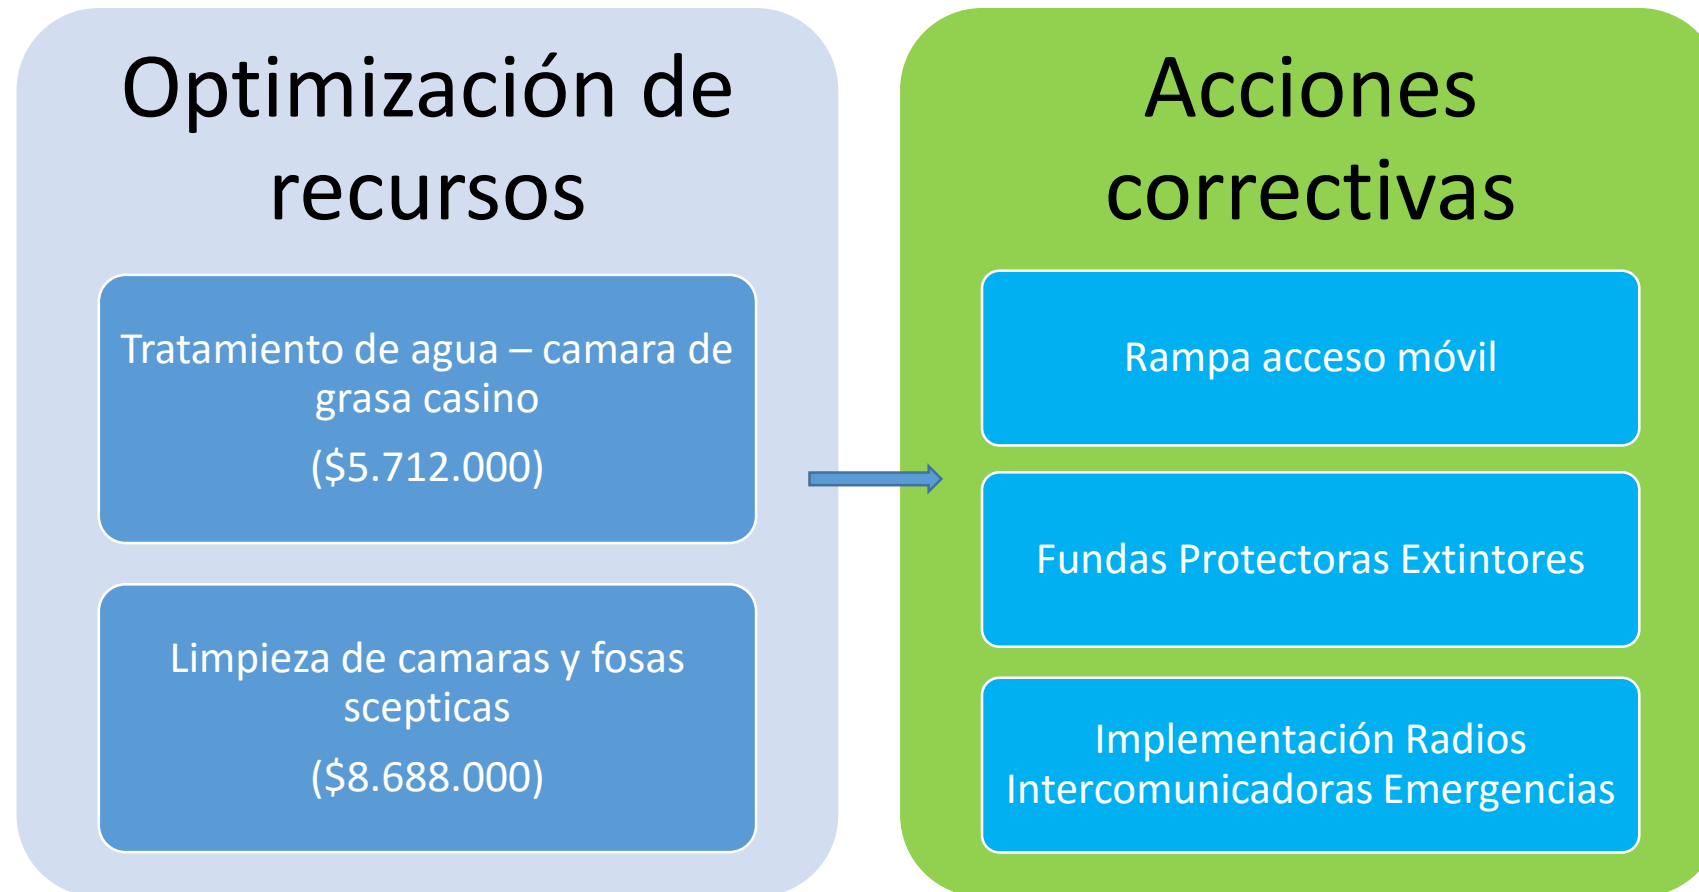 Optimización de
recursos
Tratamiento de agua – camara de
grasa casino
($5.712.000)
Limpieza de camaras y fosas
scepticas
($8.688.000)
Acciones
correctivas
Rampa acceso móvil
Fundas Protectoras Extintores
Implementación Radios
Intercomunicadoras Emergencias